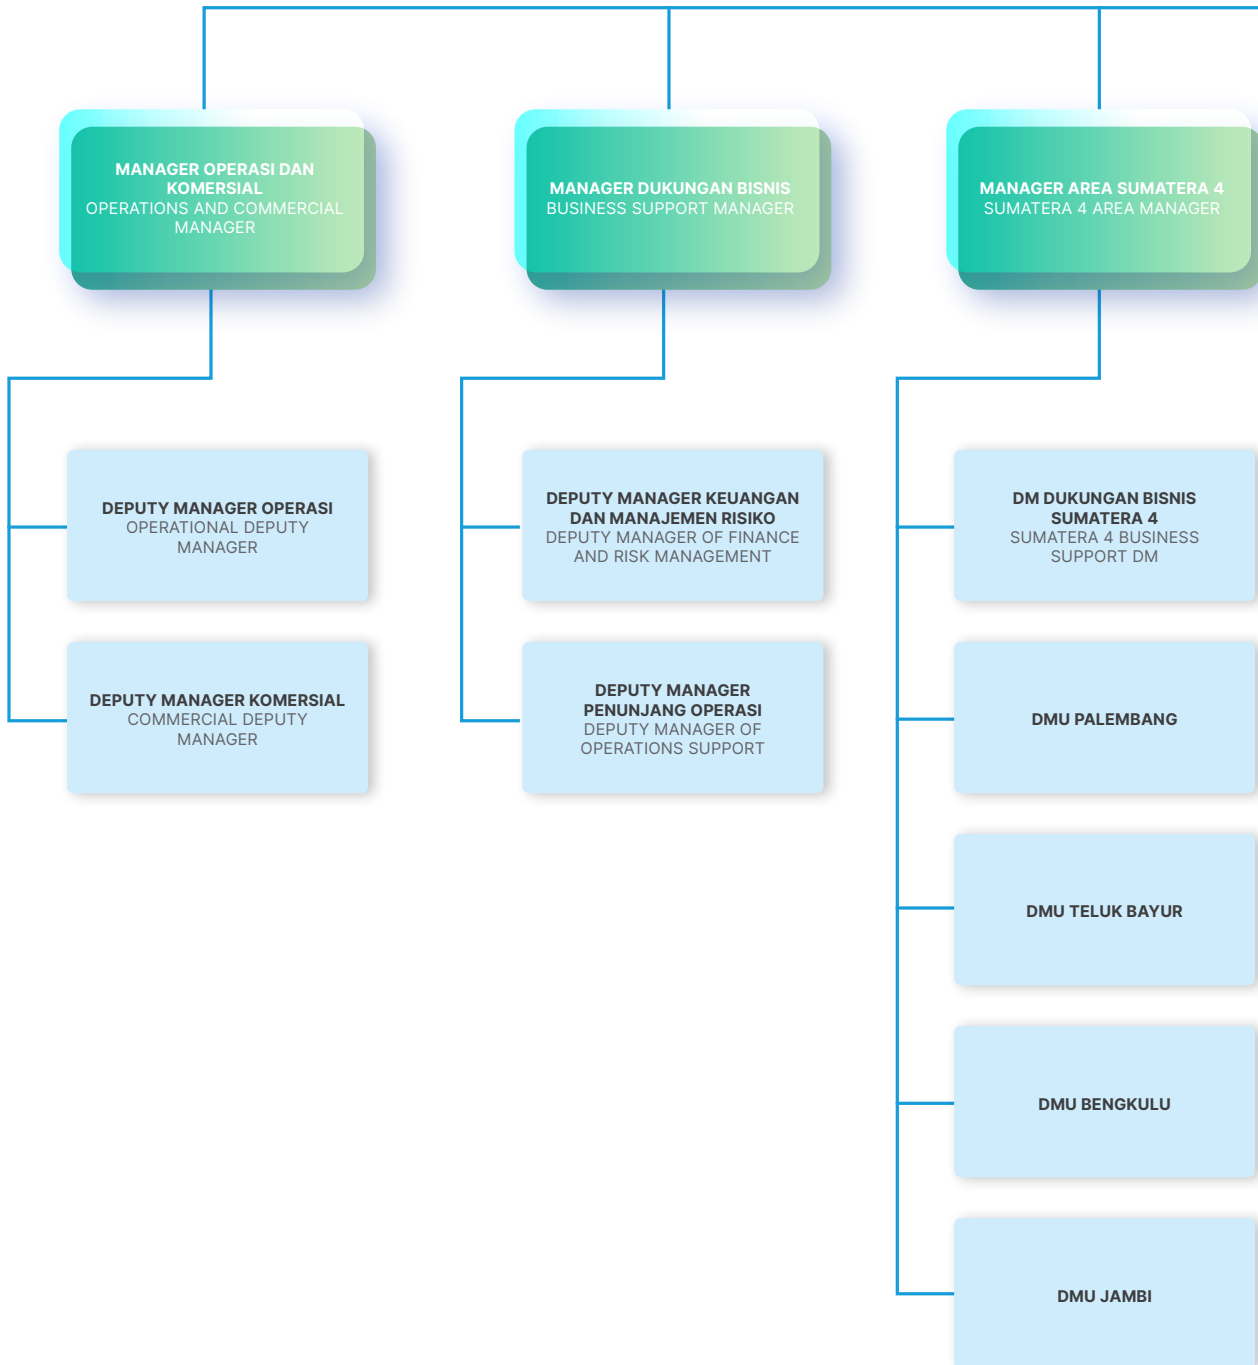 MANAGER OPERASI DAN
KOMERSIAL
OPERATIONS AND COMMERCIAL
MANAGER
MANAGER DUKUNGAN BISNIS
BUSINESS SUPPORT MANAGER
MANAGER AREA SUMATERA 4
SUMATERA 4 AREA MANAGER
DEPUTY MANAGER OPERASI
OPERATIONAL DEPUTY
MANAGER
DEPUTY MANAGER KOMERSIAL
COMMERCIAL DEPUTY
MANAGER
DEPUTY MANAGER KEUANGAN
DAN MANAJEMEN RISIKO
DEPUTY MANAGER OF FINANCE
AND RISK MANAGEMENT
DEPUTY MANAGER
PENUNJANG OPERASI
DEPUTY MANAGER OF
OPERATIONS SUPPORT
DM DUKUNGAN BISNIS
SUMATERA 4
SUMATERA 4 BUSINESS
SUPPORT DM
DMU PALEMBANG
DMU TELUK BAYUR
DMU BENGKULU
DMU JAMBI